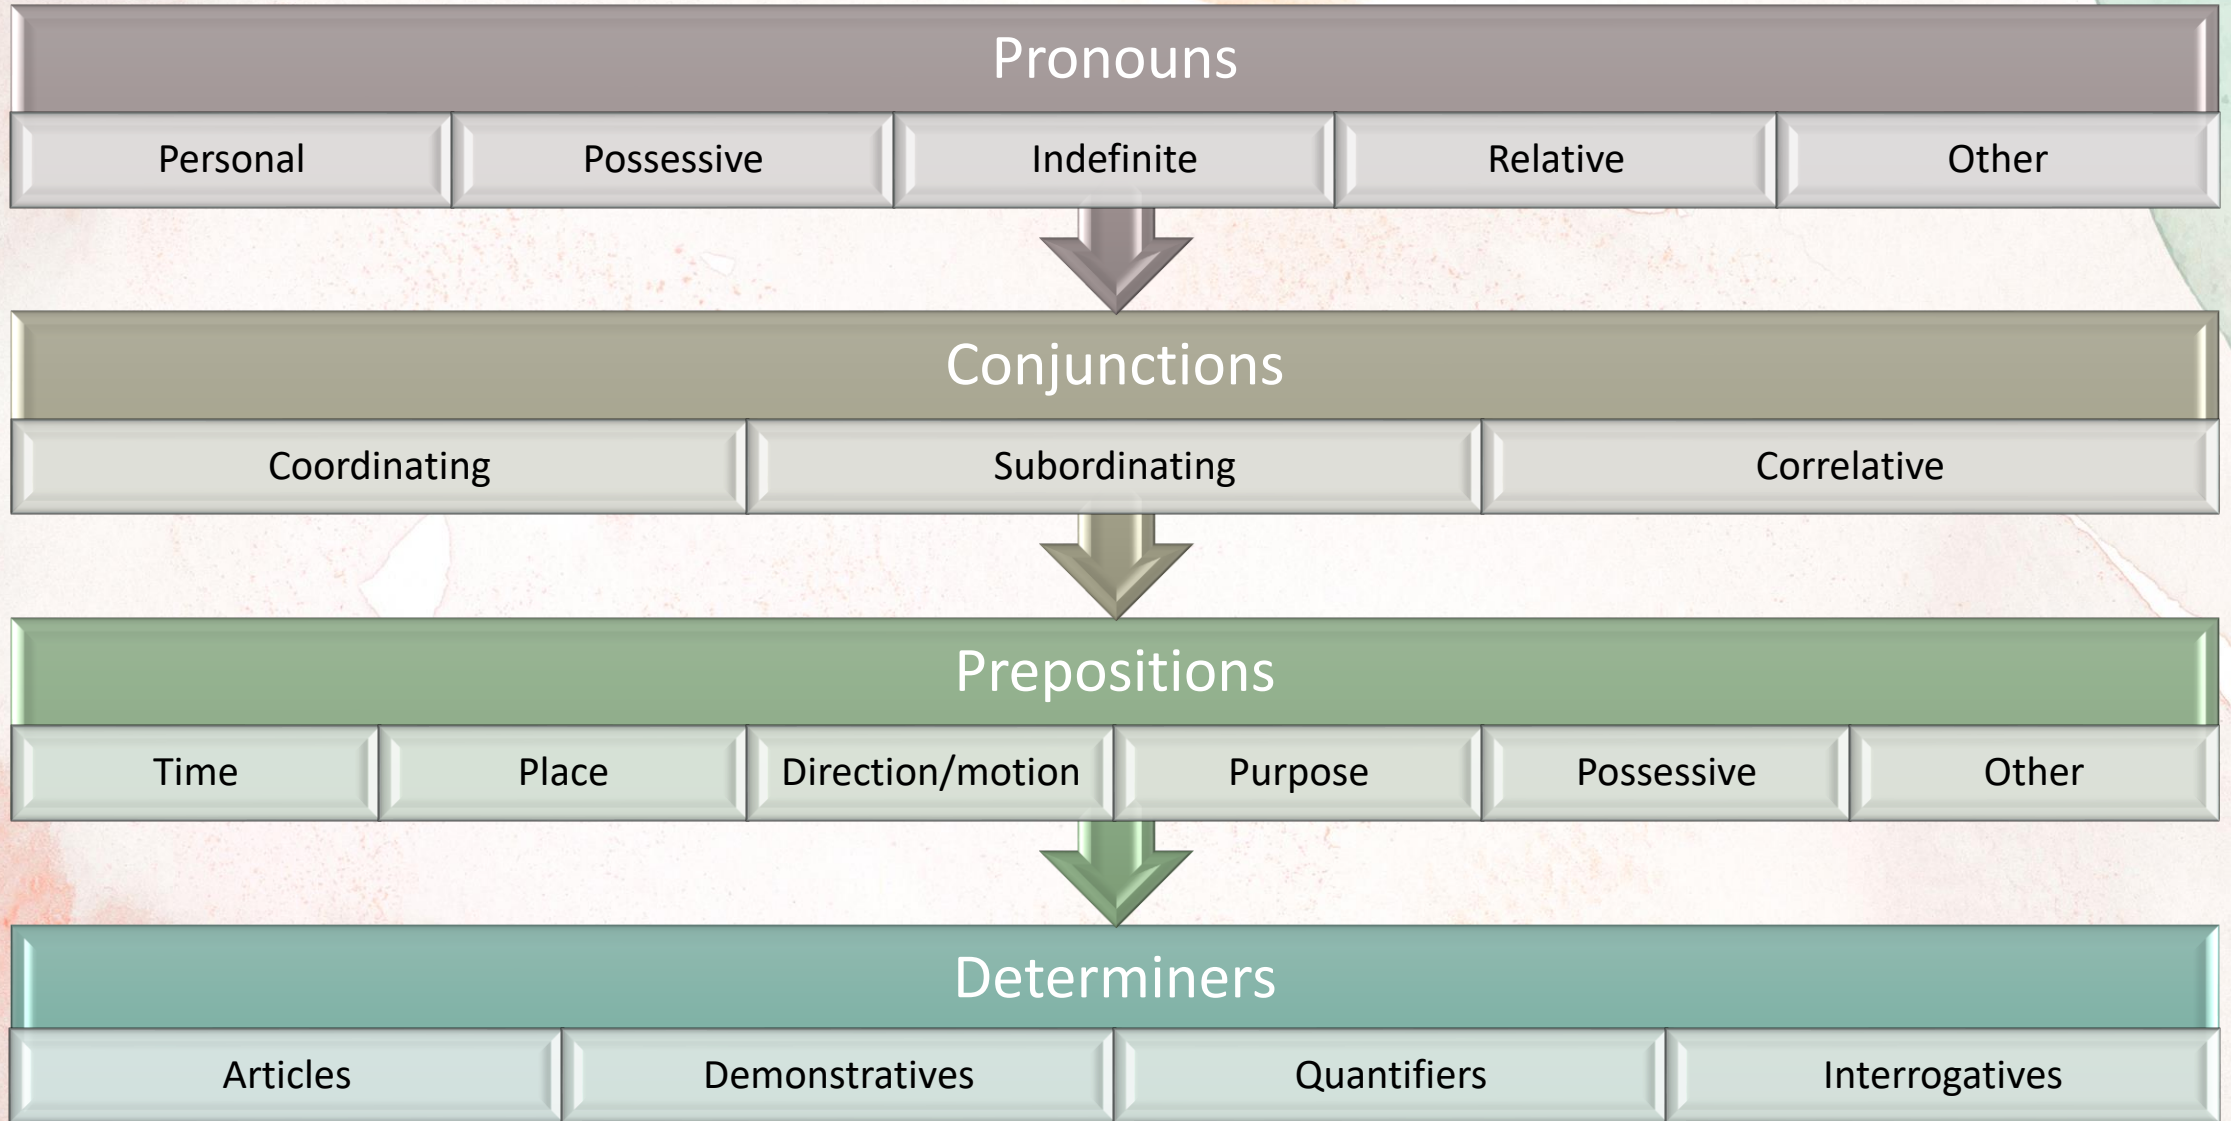 Pronouns
Personal Possessive Indefinite Relative Other
Conjunctions
Coordinating Subordinating Correlative
Prepositions
Time Place Direction/motion Purpose Possessive Other
Determiners
Articles Demonstratives Quantifiers Interrogatives